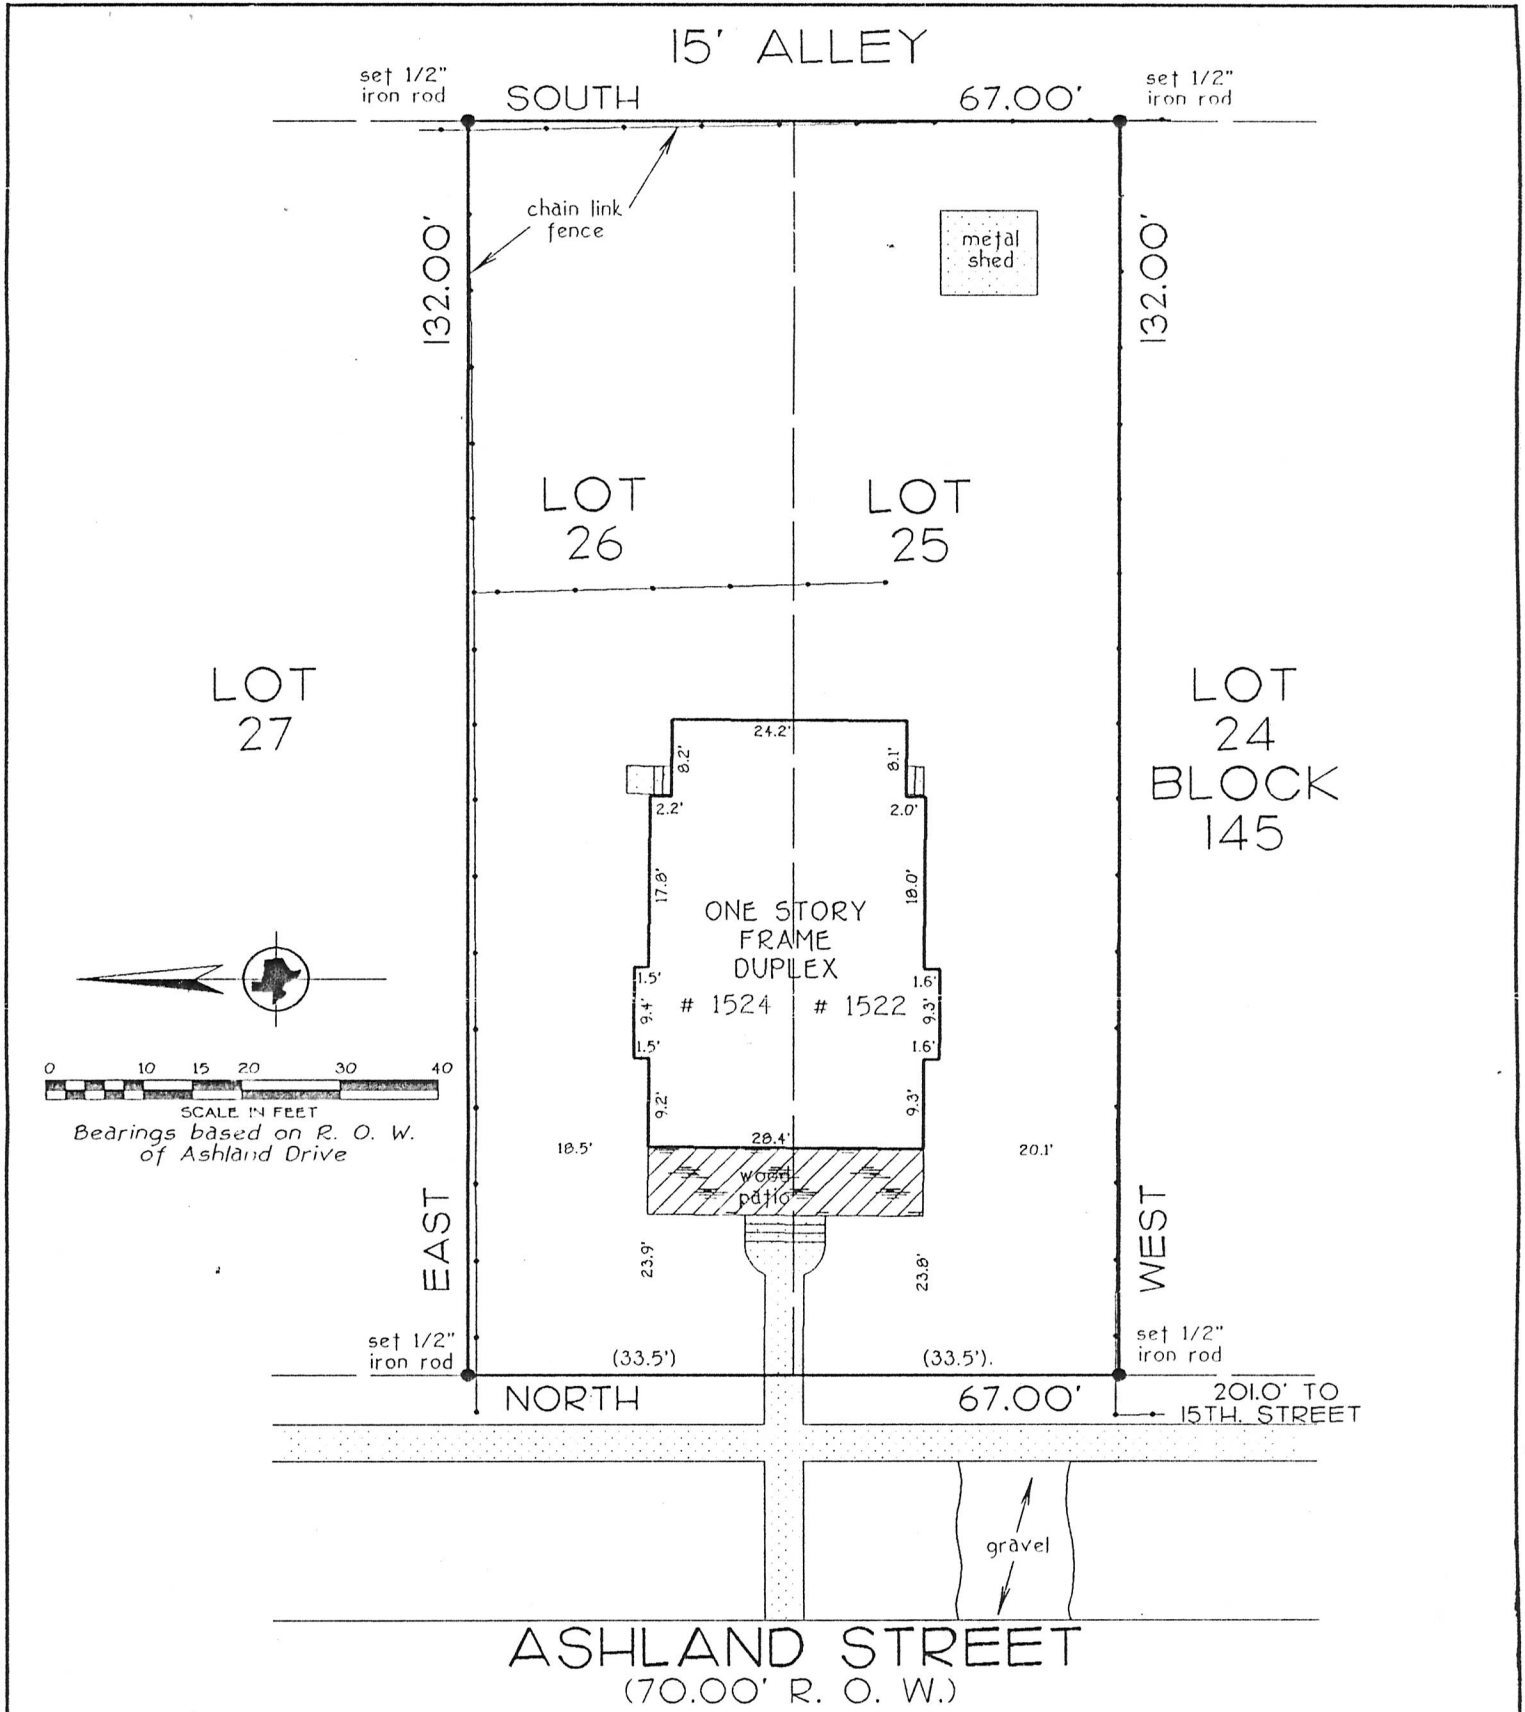 15' ALLEY
set 1/2"
iron rod
SOUTH
67.00'
set 1/2"
iron rod
chain link
fence
metal
shed
132.00'
132.00'
LOT
26
LOT
25
LOT
27
LOT
24
BLOCK
145
24.2'
8.2'
8.1'
2.2'
2.0'
17.8'
18.0'
ONE STORY
FRAME
DUPLEX
# 1524
# 1522
1.5'
1.6'
9.4'
9.3'
1.5'
1.6'
9.2'
9.3'
0 10 15 20 30 40
SCALE IN FEET
Bearings based on R. O. W.
of Ashland Drive
28.4'
18.5'
20.1'
wood
patio
EAST
WEST
23.9'
23.8'
set 1/2"
iron rod
(33.5')
(33.5').
set 1/2"
iron rod
NORTH
67.00'
201.0' TO
15TH. STREET
gravel
ASHLAND STREET
(70.00' R. O. W.)